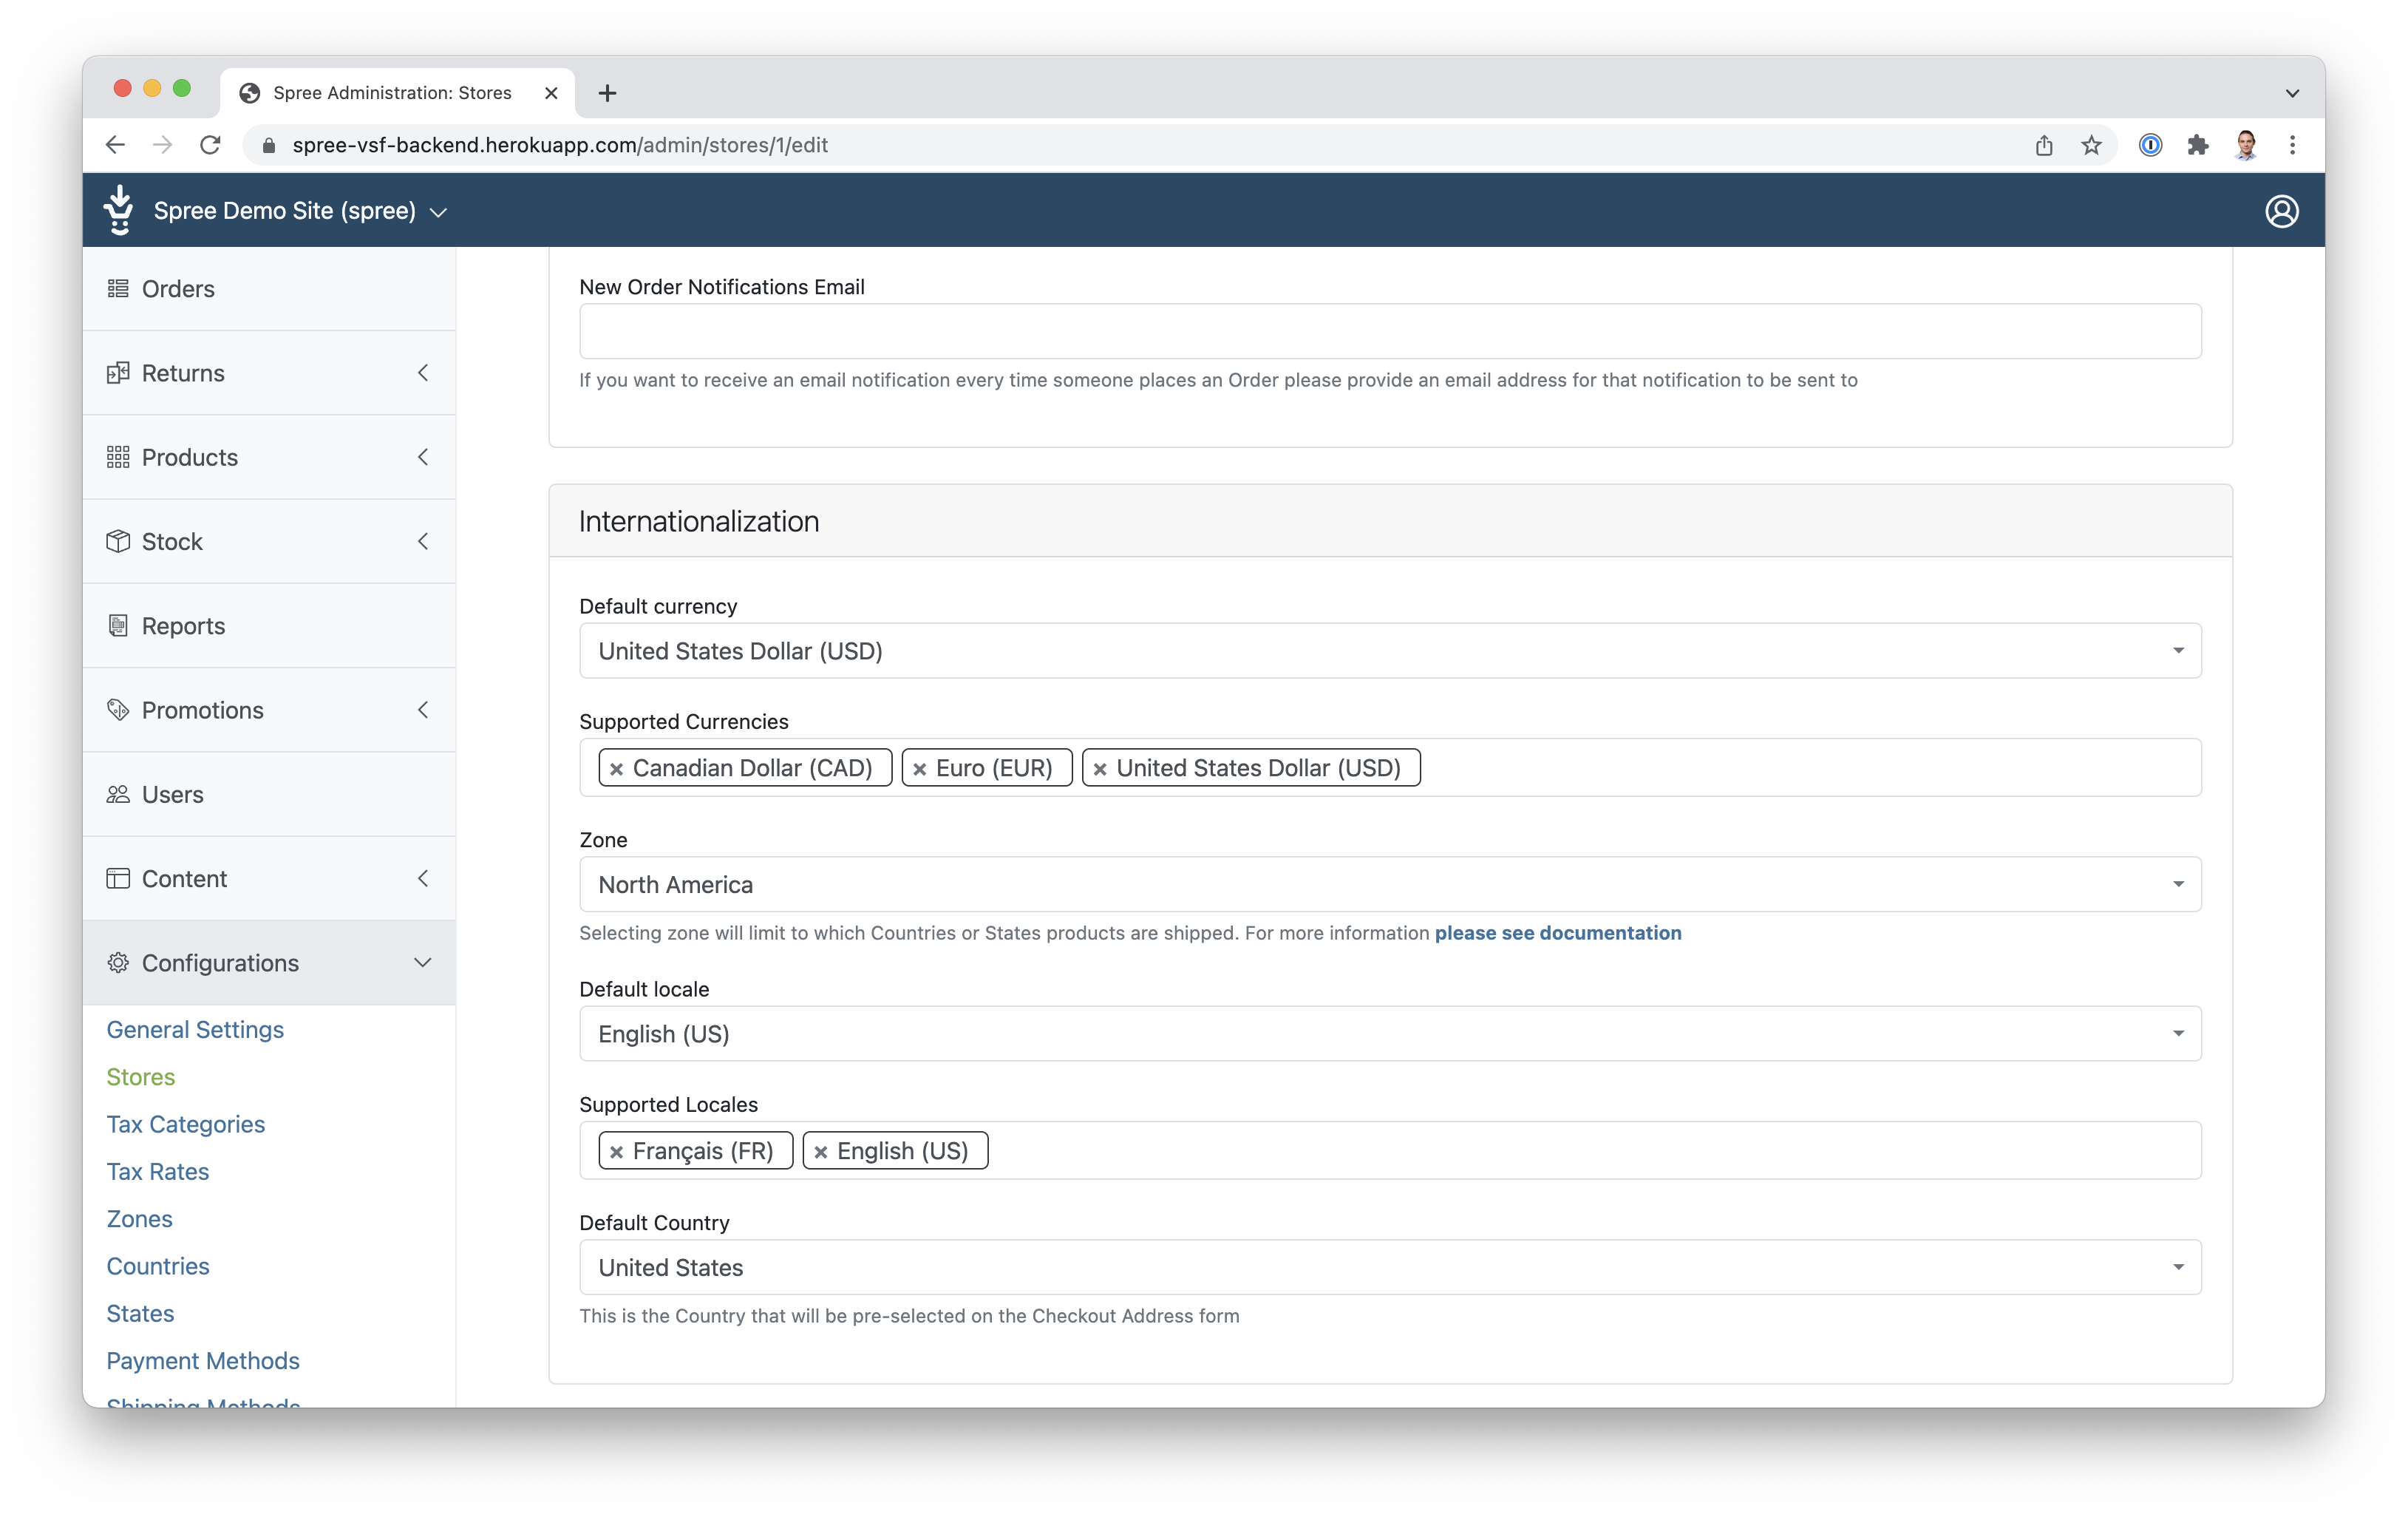 Spree Administration: Stores
spree-vsf-backend.herokuapp.com/admin/stores/1/edit
Spree Demo Site (spree)
Orders
Returns
Products
Stock
Reports
Promotions
Users
Content
Configurations
General Settings
Stores
Tax Categories
Tax Rates
Zones
Countries
States
Payment Methods
Shipping Methods
New Order Notifications Email
If you want to receive an email notification every time someone places an Order please provide an email address for that notification to be sent to
Internationalization
Default currency
United States Dollar (USD)
Supported Currencies
× Canadian Dollar (CAD) × Euro (EUR) × United States Dollar (USD)
Zone
North America
Selecting zone will limit to which Countries or States products are shipped. For more information please see documentation
Default locale
English (US)
Supported Locales
× Français (FR) × English (US)
Default Country
United States
This is the Country that will be pre-selected on the Checkout Address form